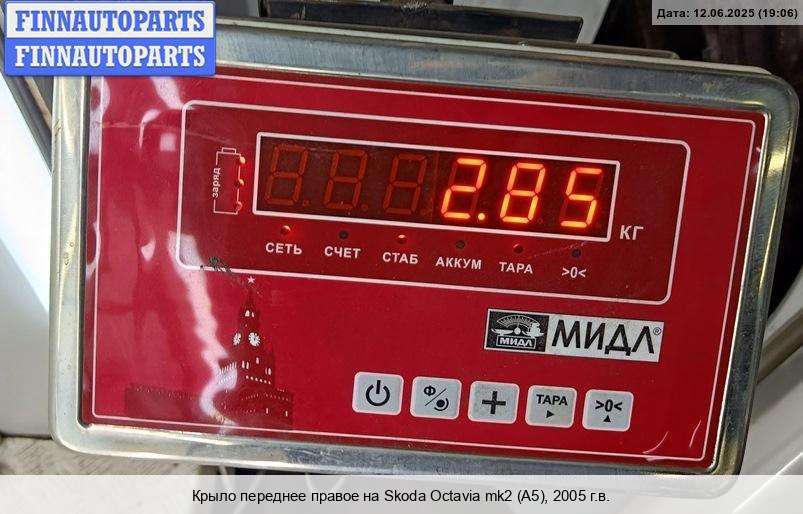 FINNAUTOPARTS
FINNAUTOPARTS
Дата: 12.06.2025 (19:06)
заряд
2.85
КГ
СЕТЬ СЧЕТ СТАБ АККУМ ТАРА >0<
МИДЛ МИДЛ®
Ф ТАРА >0<
Крыло переднее правое на Skoda Octavia mk2 (A5), 2005 г.в.